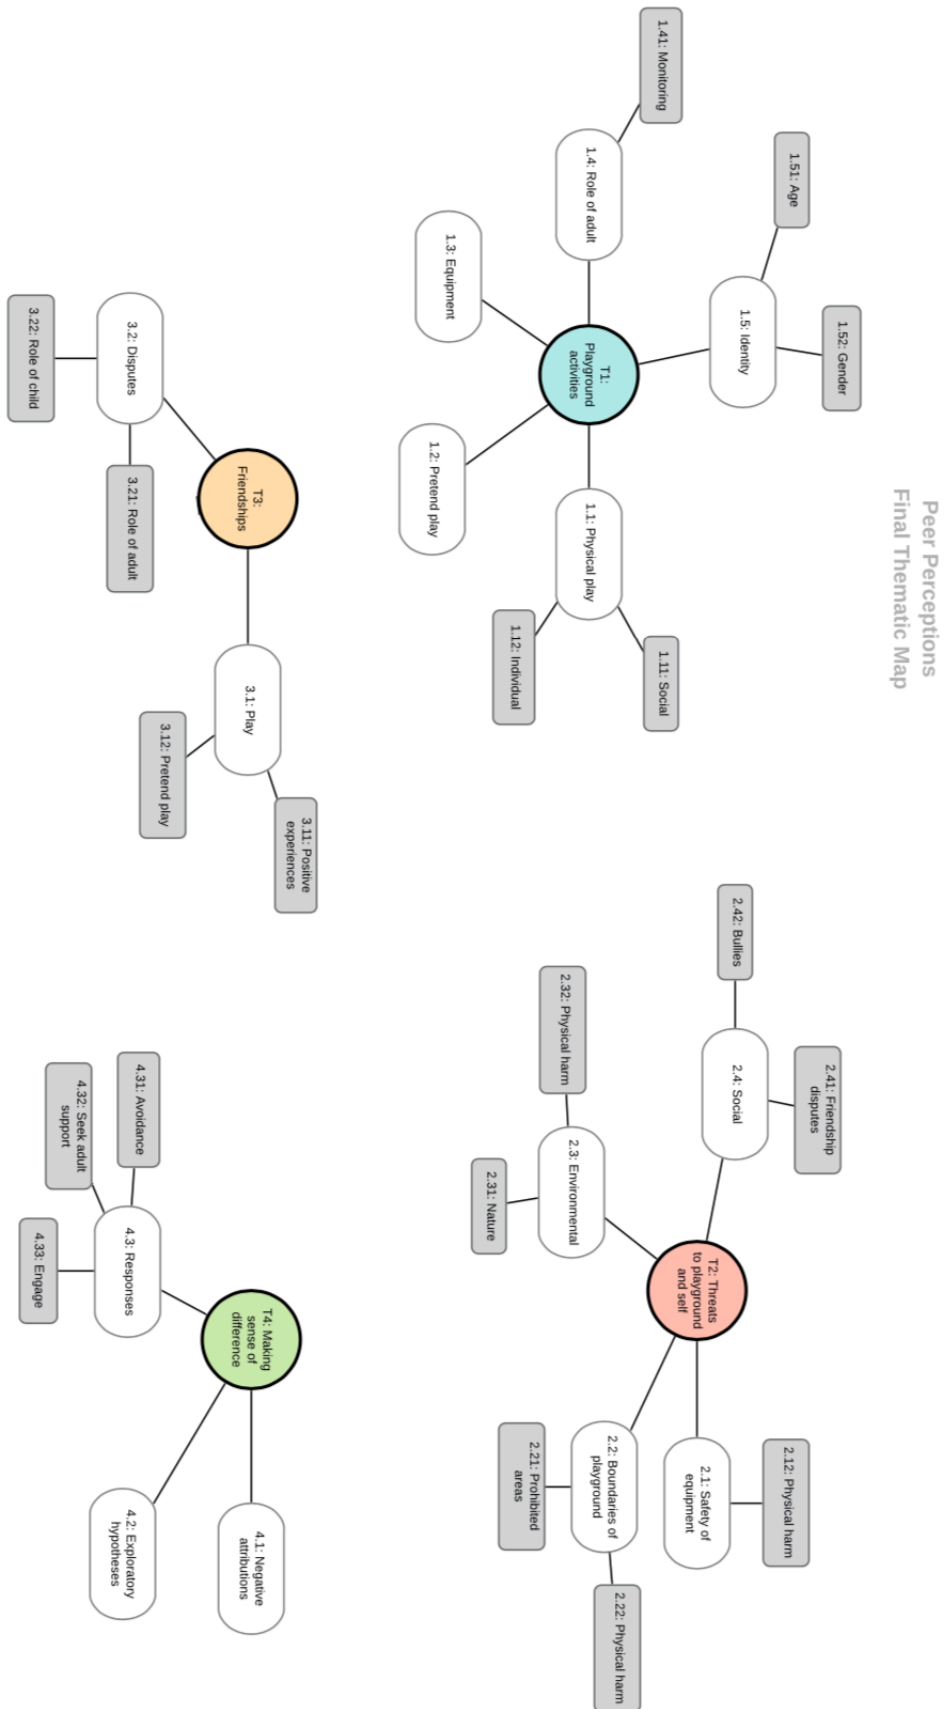 Peer Perceptions
Final Thematic Map
T1:
Playground
activities
1.1: Physical play
1.11: Social
1.12: Individual
1.2: Pretend play
1.3: Equipment
1.4: Role of adult
1.41: Monitoring
1.5: Identity
1.51: Age
1.52: Gender
T2: Threats
to playground
and self
2.1: Safety of
equipment
2.12: Physical harm
2.2: Boundaries of
playground
2.21: Prohibited
areas
2.22: Physical harm
2.3: Environmental
2.31: Nature
2.32: Physical harm
2.4: Social
2.41: Friendship
disputes
2.42: Bullies
T3:
Friendships
3.1: Play
3.11: Positive
experiences
3.12: Pretend play
3.2: Disputes
3.21: Role of adult
3.22: Role of child
T4: Making
sense of
difference
4.1: Negative
attributions
4.2: Exploratory
hypotheses
4.3: Responses
4.31: Avoidance
4.32: Seek adult
support
4.33: Engage